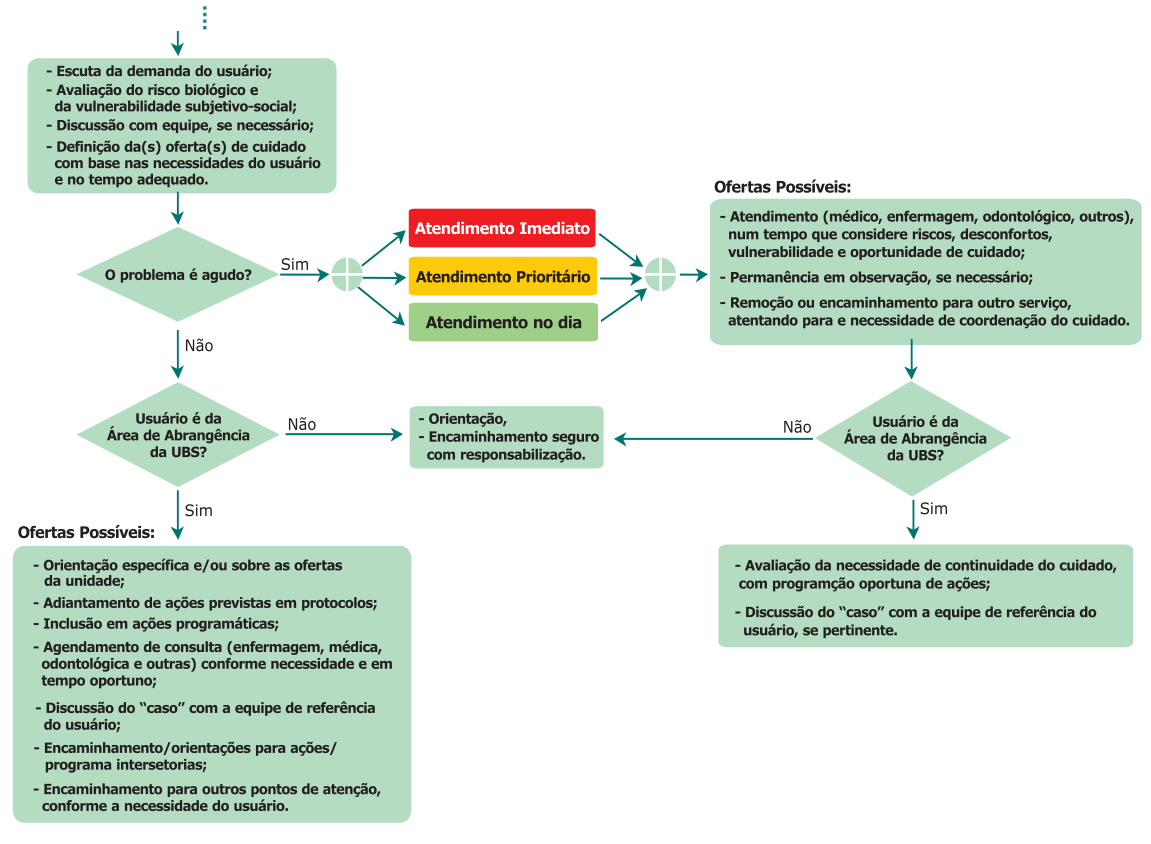 - Escuta da demanda do usuário;
- Avaliação do risco biológico e
da vulnerabilidade subjetivo-social;
- Discussão com equipe, se necessário;
- Definição da(s) oferta(s) de cuidado
com base nas necessidades do usuário
e no tempo adequado.
O problema é agudo?
Sim
Atendimento Imediato
Atendimento Prioritário
Atendimento no dia
Ofertas Possíveis:
- Atendimento (médico, enfermagem, odontológico, outros),
num tempo que considere riscos, desconfortos,
vulnerabilidade e oportunidade de cuidado;
- Permanência em observação, se necessário;
- Remoção ou encaminhamento para outro serviço,
atentando para e necessidade de coordenação do cuidado.
Não
Usuário é da
Área de Abrangência
da UBS?
Não
- Orientação,
- Encaminhamento seguro
com responsabilização.
Não
Usuário é da
Área de Abrangência
da UBS?
Sim
Sim
Ofertas Possíveis:
- Orientação específica e/ou sobre as ofertas
da unidade;
- Adiantamento de ações previstas em protocolos;
- Inclusão em ações programáticas;
- Agendamento de consulta (enfermagem, médica,
odontológica e outras) conforme necessidade e em
tempo oportuno;
- Discussão do “caso” com a equipe de referência
do usuário;
- Encaminhamento/orientações para ações/
programa intersetorias;
- Encaminhamento para outros pontos de atenção,
conforme a necessidade do usuário.
- Avaliação da necessidade de continuidade do cuidado,
com programção oportuna de ações;
- Discussão do “caso” com a equipe de referência do
usuário, se pertinente.